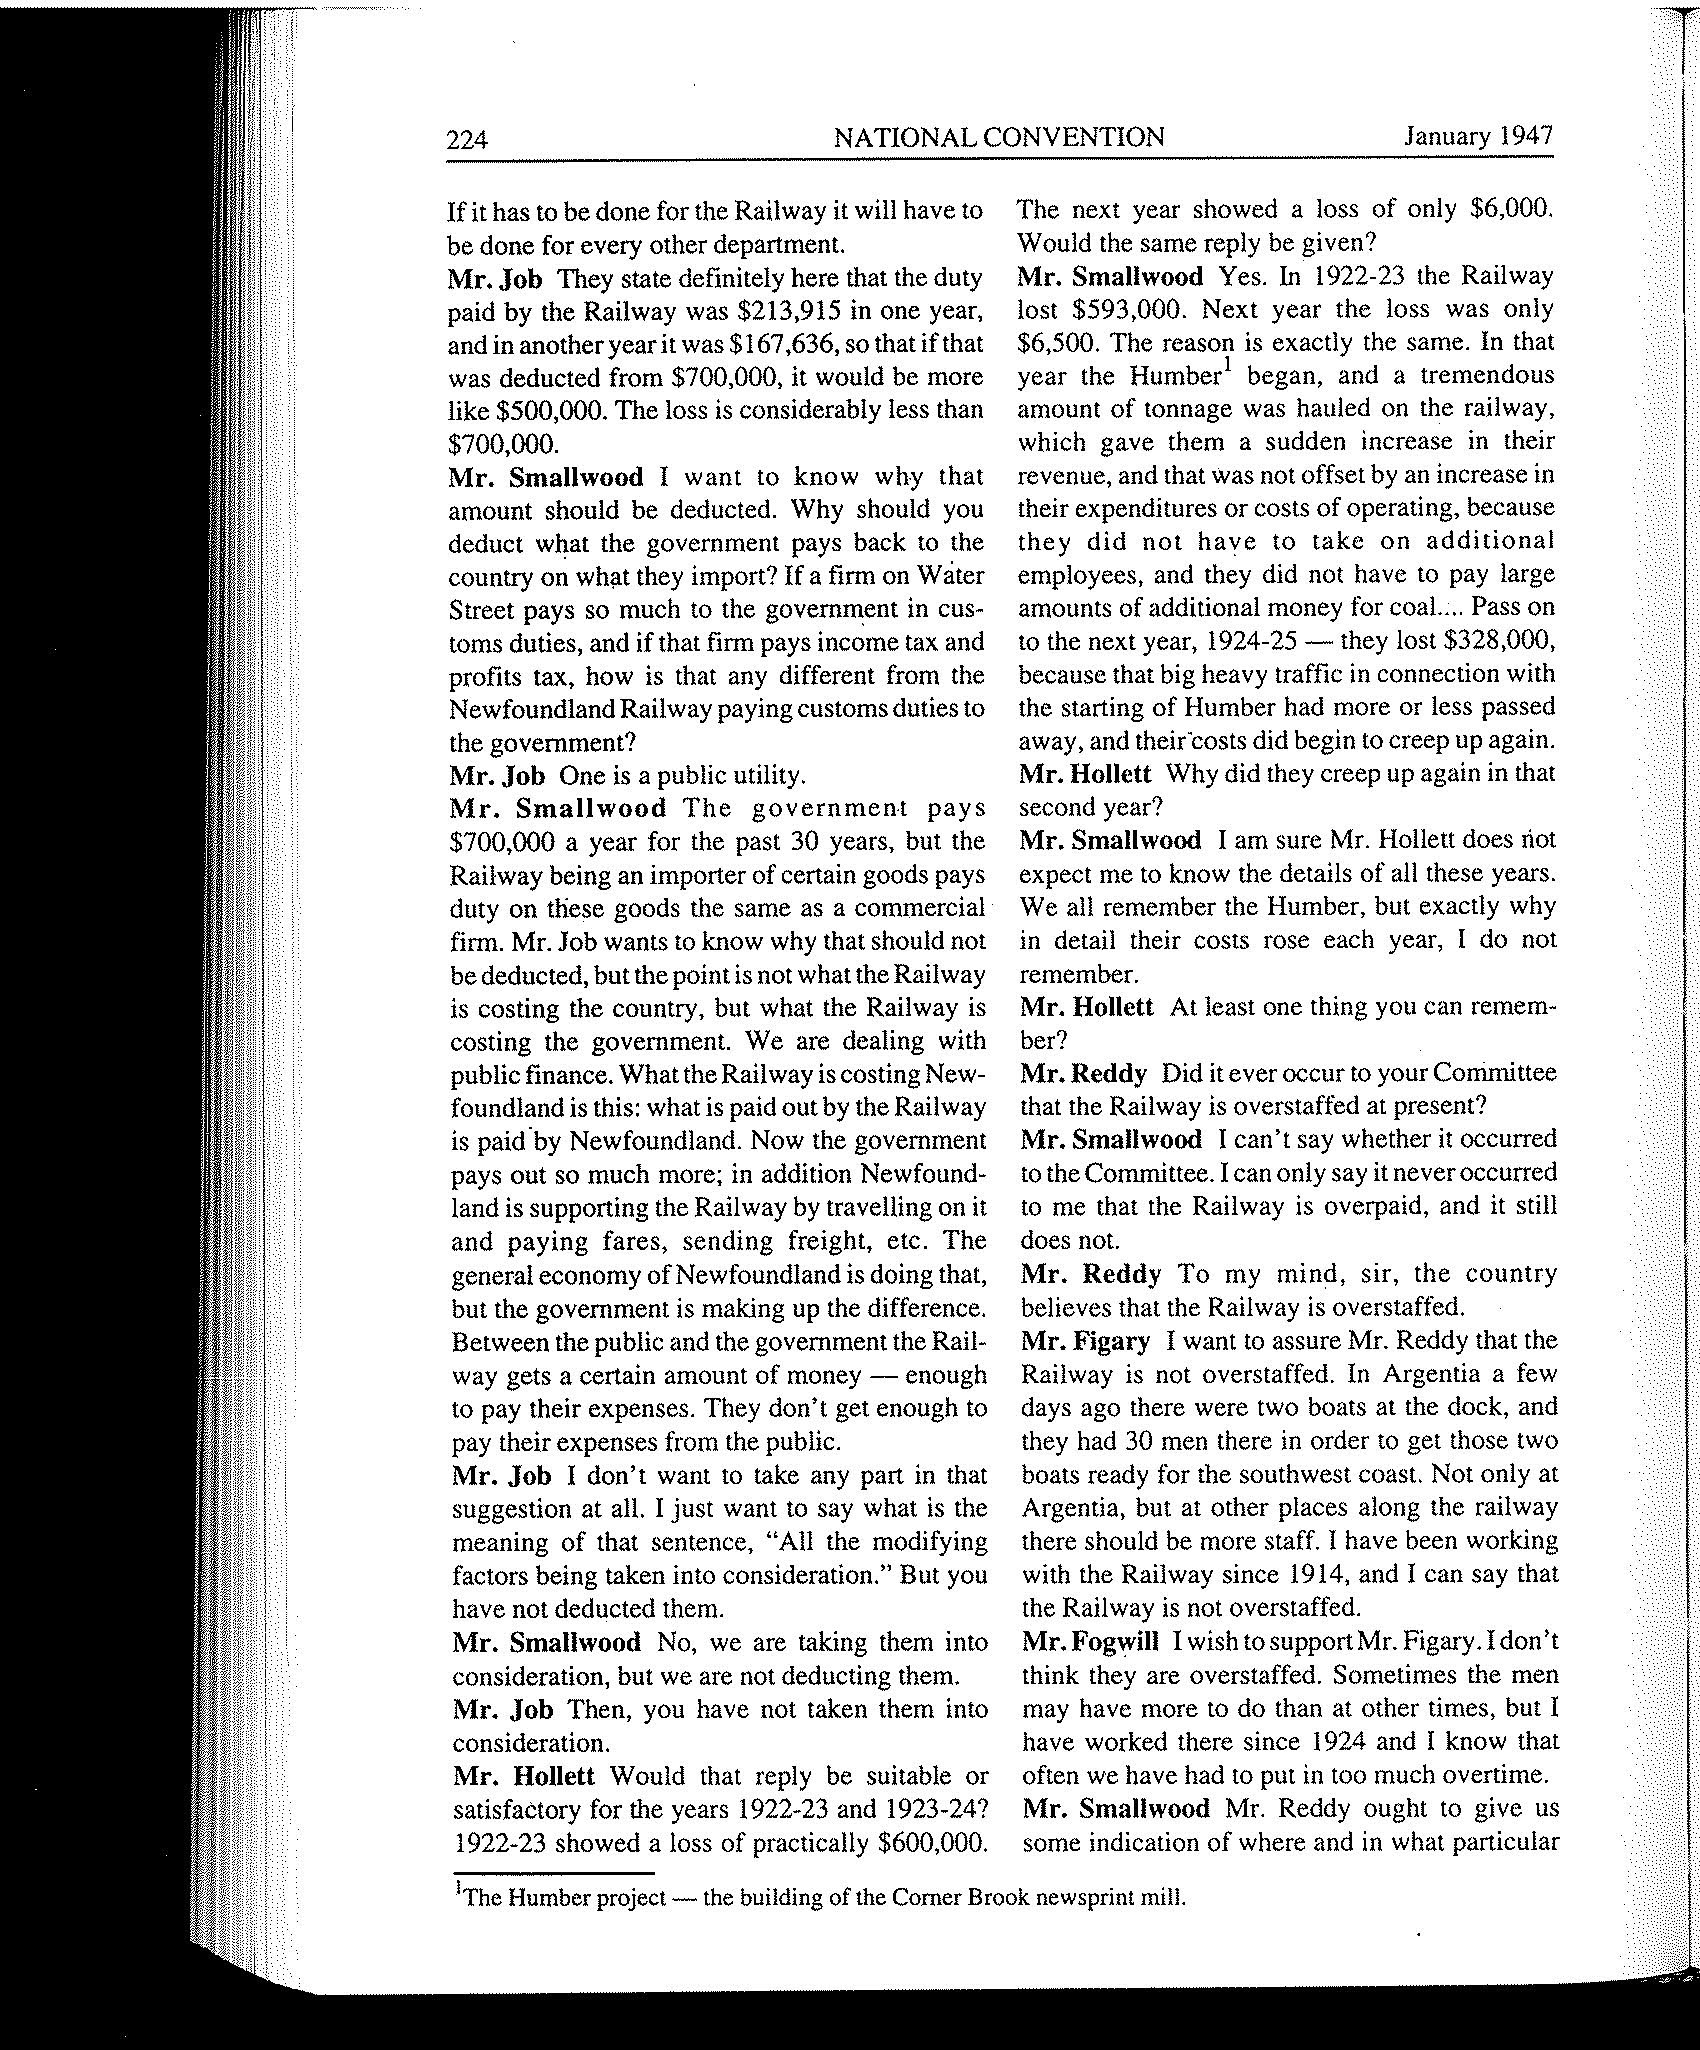 224 NATIONAL CONVENTION January 1947
If it has to be done for the Railway it will have to
be done for every other department.
Mr. Job They state definitely here that the duty
paid by the Railway was $213,915 in one year,
and in another year it was $167,636, so that if that
was deducted from $700,000, it would be more
like $500,000. The loss is considerably less than
$700,000.
Mr. Smallwood I want to know why that
amount should be deducted. Why should you
deduct what the government pays back to the
country on what they import? If a firm on Water
Street pays so much to the government in cus-
toms duties, and if that firm pays income tax and
profits tax, how is that any different from the
Newfoundland Railway paying customs duties to
the government?
Mr. Job One is a public utility.
Mr. Smallwood The government pays
$700,000 a year for the past 30 years, but the
Railway being an importer of certain goods pays
duty on these goods the same as a commercial
firm. Mr. Job wants to know why that should not
be deducted, but the point is not what the Railway
is costing the country, but what the Railway is
costing the government. We are dealing with
public finance. What the Railway is costing New-
foundland is this: what is paid out by the Railway
is paid by Newfoundland. Now the government
pays out so much more; in addition Newfound-
land is supporting the Railway by travelling on it
and paying fares, sending freight, etc. The
general economy of Newfoundland is doing that,
but the government is making up the difference.
Between the public and the government the Rail-
way gets a certain amount of money — enough
to pay their expenses. They don't get enough to
pay their expenses from the public.
Mr. Job I don't want to take any part in that
suggestion at all. I just want to say what is the
meaning of that sentence, "All the modifying
factors being taken into consideration." But you
have not deducted them.
Mr. Smallwood No, we are taking them into
consideration, but we are not deducting them.
Mr. Job Then, you have not taken them into
consideration.
Mr. Hollett Would that reply be suitable or
satisfactory for the years 1922-23 and 1923-24?
1922-23 showed a loss of practically $600,000.
The next year showed a loss of only $6,000.
Would the same reply be given?
Mr. Smallwood Yes. In 1922-23 the Railway
lost $593,000. Next year the loss was only
$6,500. The reason is exactly the same. In that
year the Humber¹ began, and a tremendous
amount of tonnage was hauled on the railway,
which gave them a sudden increase in their
revenue, and that was not offset by an increase in
their expenditures or costs of operating, because
they did not have to take on additional
employees, and they did not have to pay large
amounts of additional money for coal.... Pass on
to the next year, 1924-25 — they lost $328,000,
because that big heavy traffic in connection with
the starting of Humber had more or less passed
away, and their costs did begin to creep up again.
Mr. Hollett Why did they creep up again in that
second year?
Mr. Smallwood I am sure Mr. Hollett does not
expect me to know the details of all these years.
We all remember the Humber, but exactly why
in detail their costs rose each year, I do not
remember.
Mr. Hollett At least one thing you can remem-
ber?
Mr. Reddy Did it ever occur to your Committee
that the Railway is overstaffed at present?
Mr. Smallwood I can't say whether it occurred
to the Committee. I can only say it never occurred
to me that the Railway is overpaid, and it still
does not.
Mr. Reddy To my mind, sir, the country
believes that the Railway is overstaffed.
Mr. Figary I want to assure Mr. Reddy that the
Railway is not overstaffed. In Argentia a few
days ago there were two boats at the dock, and
they had 30 men there in order to get those two
boats ready for the southwest coast. Not only at
Argentia, but at other places along the railway
there should be more staff. I have been working
with the Railway since 1914, and I can say that
the Railway is not overstaffed.
Mr. Fogwill I wish to support Mr. Figary. I don't
think they are overstaffed. Sometimes the men
may have more to do than at other times, but I
have worked there since 1924 and I know that
often we have had to put in too much overtime.
Mr. Smallwood Mr. Reddy ought to give us
some indication of where and in what particular
¹The Humber project — the building of the Corner Brook newsprint mill.